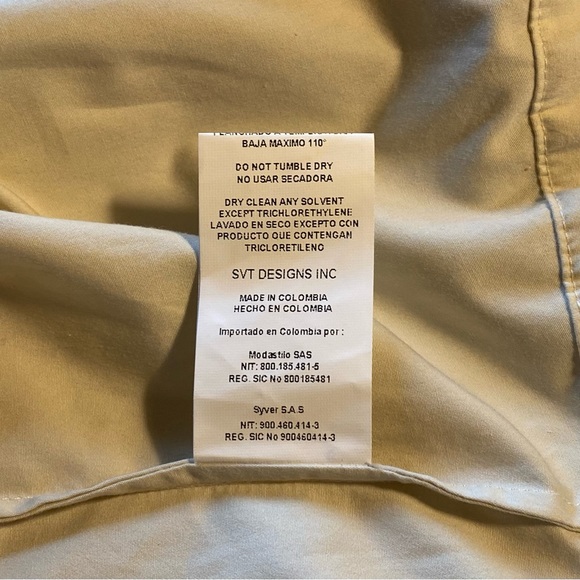 BAJA MAXIMO 110°
DO NOT TUMBLE DRY
NO USAR SECADORA
DRY CLEAN ANY SOLVENT
EXCEPT TRICHLORETHYLENE
LAVADO EN SECO EXCEPTO CON
PRODUCTO QUE CONTENGAN
TRICLORETILENO
SVT DESIGNS INC
MADE IN COLOMBIA
HECHO EN COLOMBIA
Importado en Colombia por :
Modastilo SAS
NIT: 800.185.481-5
REG. SIC No 800185481
Syver S.A.S
NIT: 900.460.414-3
REG. SIC No 900460414-3